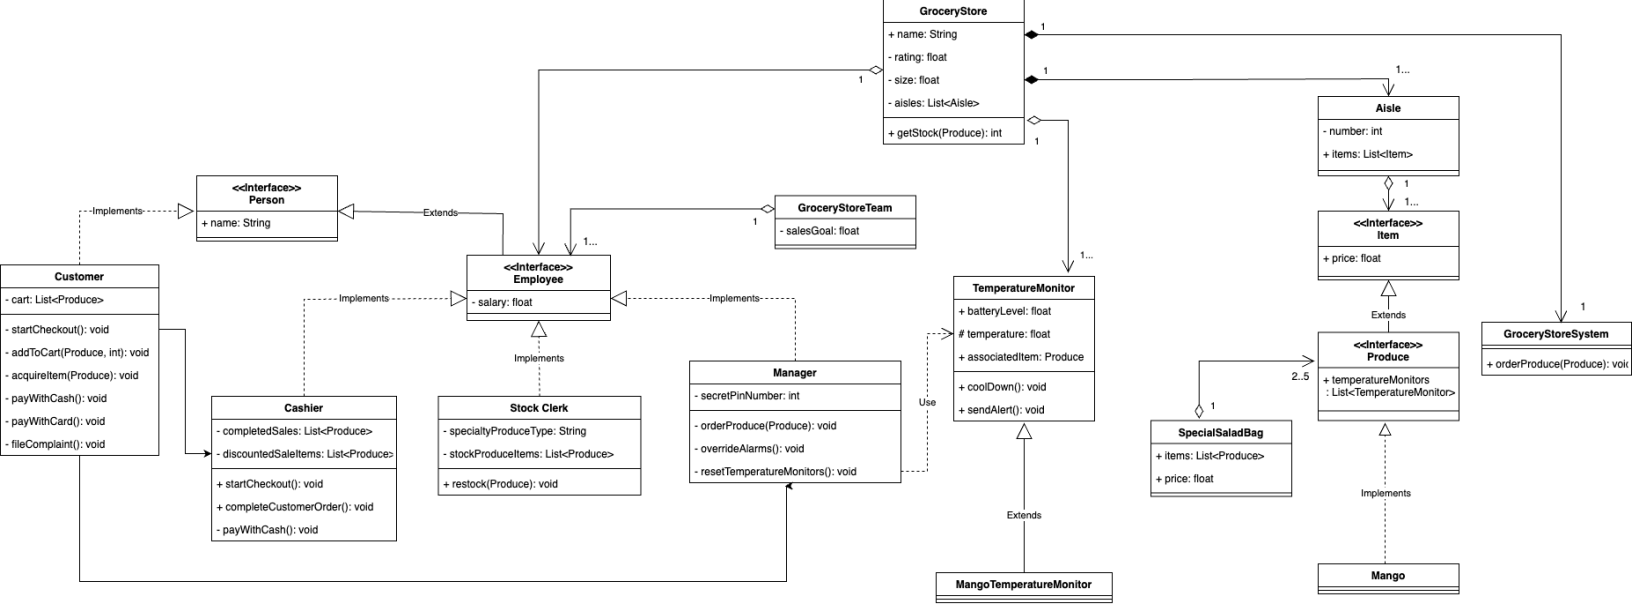 GroceryStore
+ name: String
- rating: float
- size: float
- aisles: List<Aisle>
+ getStock(Produce): int
1
1
1
1
1...
Aisle
- number: int
+ items: List<Item>
1
1...
<<Interface>>
Person
+ name: String
Implements
Extends
GroceryStoreTeam
- salesGoal: float
1
1...
<<Interface>>
Item
+ price: float
Extends
<<Interface>>
Employee
- salary: float
Implements
Implements
Implements
1...
TemperatureMonitor
+ batteryLevel: float
# temperature: float
+ associatedItem: Produce
+ coolDown(): void
+ sendAlert(): void
Use
Extends
MangoTemperatureMonitor
1
GroceryStoreSystem
+ orderProduce(Produce): void
Customer
- cart: List<Produce>
- startCheckout(): void
- addToCart(Produce, int): void
- acquireItem(Produce): void
- payWithCash(): void
- payWithCard(): void
- fileComplaint(): void
Cashier
- completedSales: List<Produce>
- discountedSaleItems: List<Produce>
+ startCheckout(): void
+ completeCustomerOrder(): void
- payWithCash(): void
Stock Clerk
- specialtyProduceType: String
- stockProduceItems: List<Produce>
+ restock(Produce): void
Manager
- secretPinNumber: int
- orderProduce(Produce): void
- overrideAlarms(): void
- resetTemperatureMonitors(): void
<<Interface>>
Produce
+ temperatureMonitors
: List<TemperatureMonitor>
2..5
1
SpecialSaladBag
+ items: List<Produce>
+ price: float
Implements
Mango